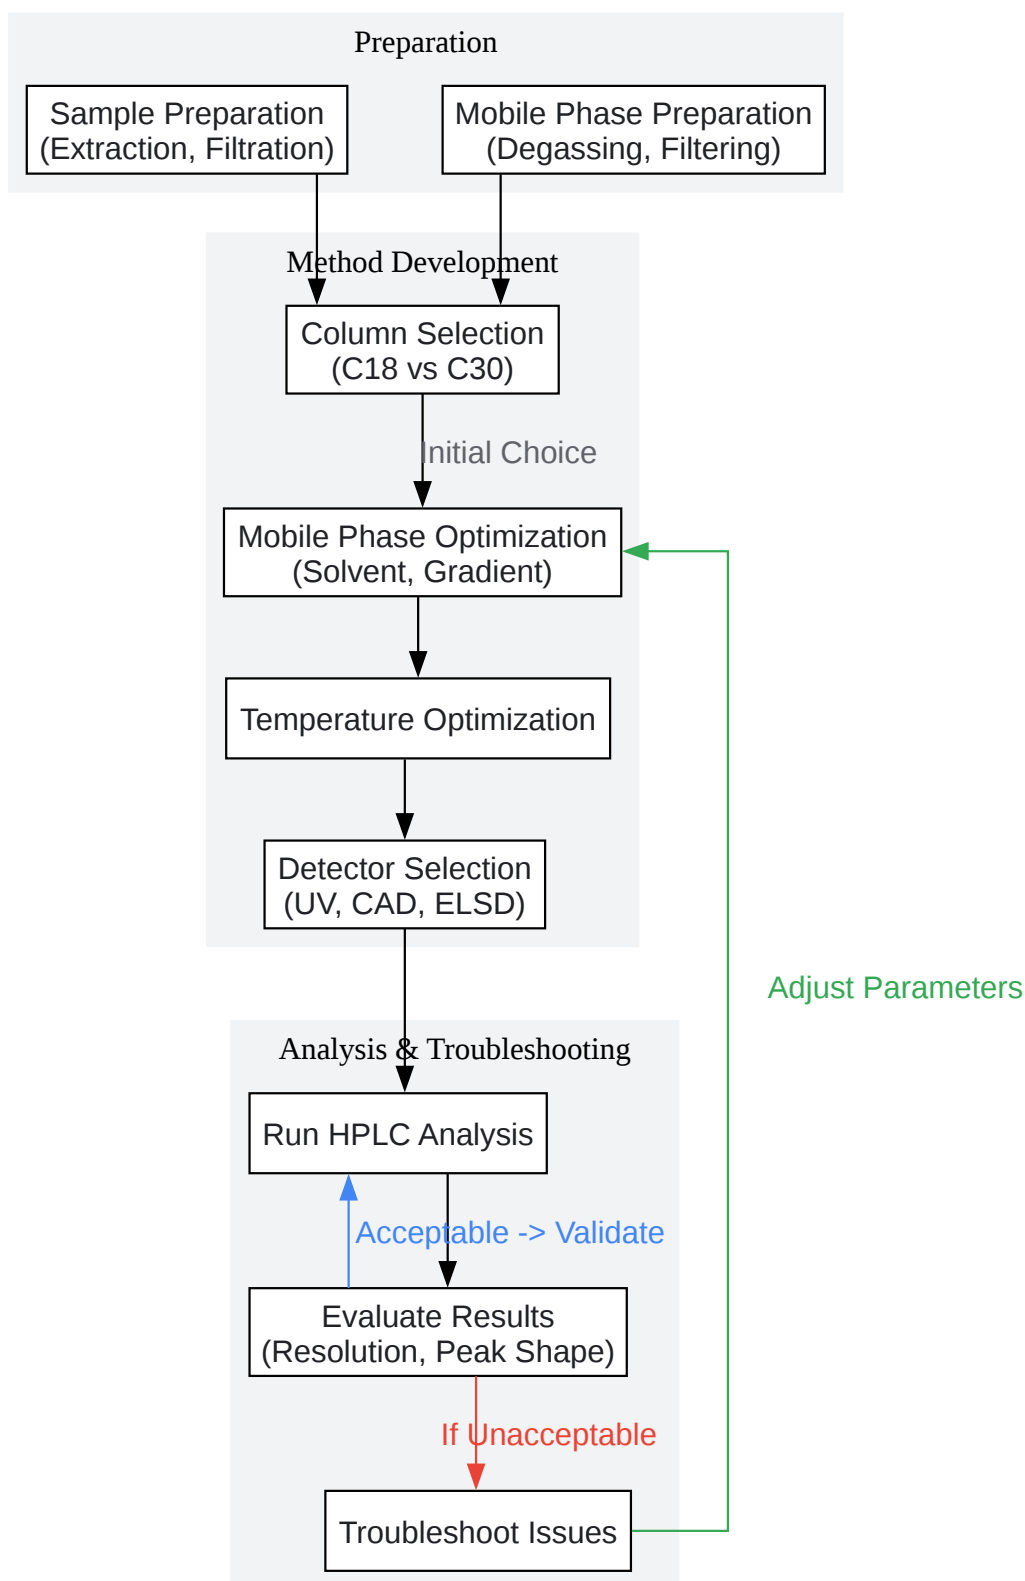 Preparation
Sample Preparation
(Extraction, Filtration)
Mobile Phase Preparation
(Degassing, Filtering)
Method Development
Column Selection
(C18 vs C30)
Initial Choice
Mobile Phase Optimization
(Solvent, Gradient)
Temperature Optimization
Detector Selection
(UV, CAD, ELSD)
Adjust Parameters
Analysis & Troubleshooting
Run HPLC Analysis
Acceptable -> Validate
Evaluate Results
(Resolution, Peak Shape)
If Unacceptable
Troubleshoot Issues